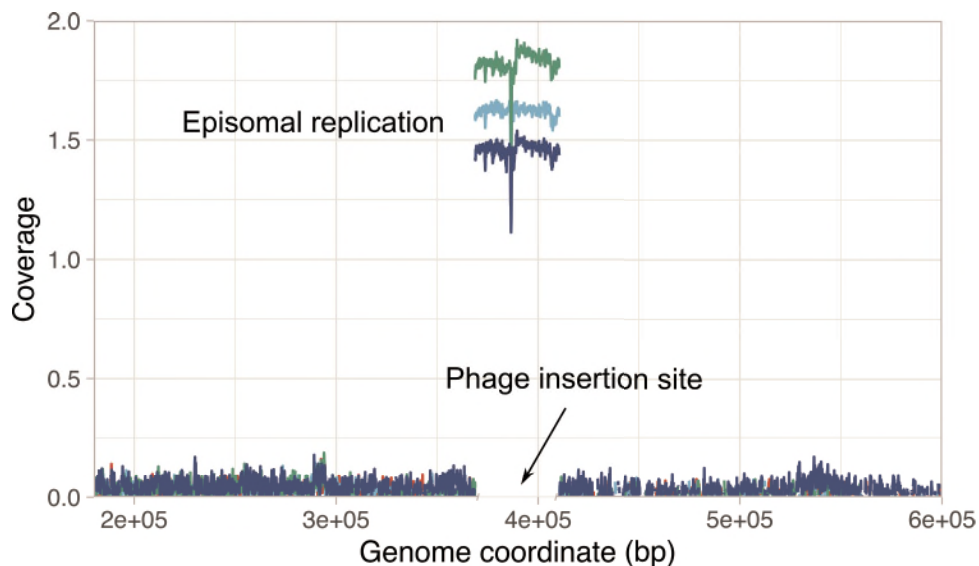 2.0
Episomal replication
1.5
Coverage
1.0
Phage insertion site
0.5
0.0
2e+05 3e+05 4e+05 5e+05 6e+05
Genome coordinate (bp)